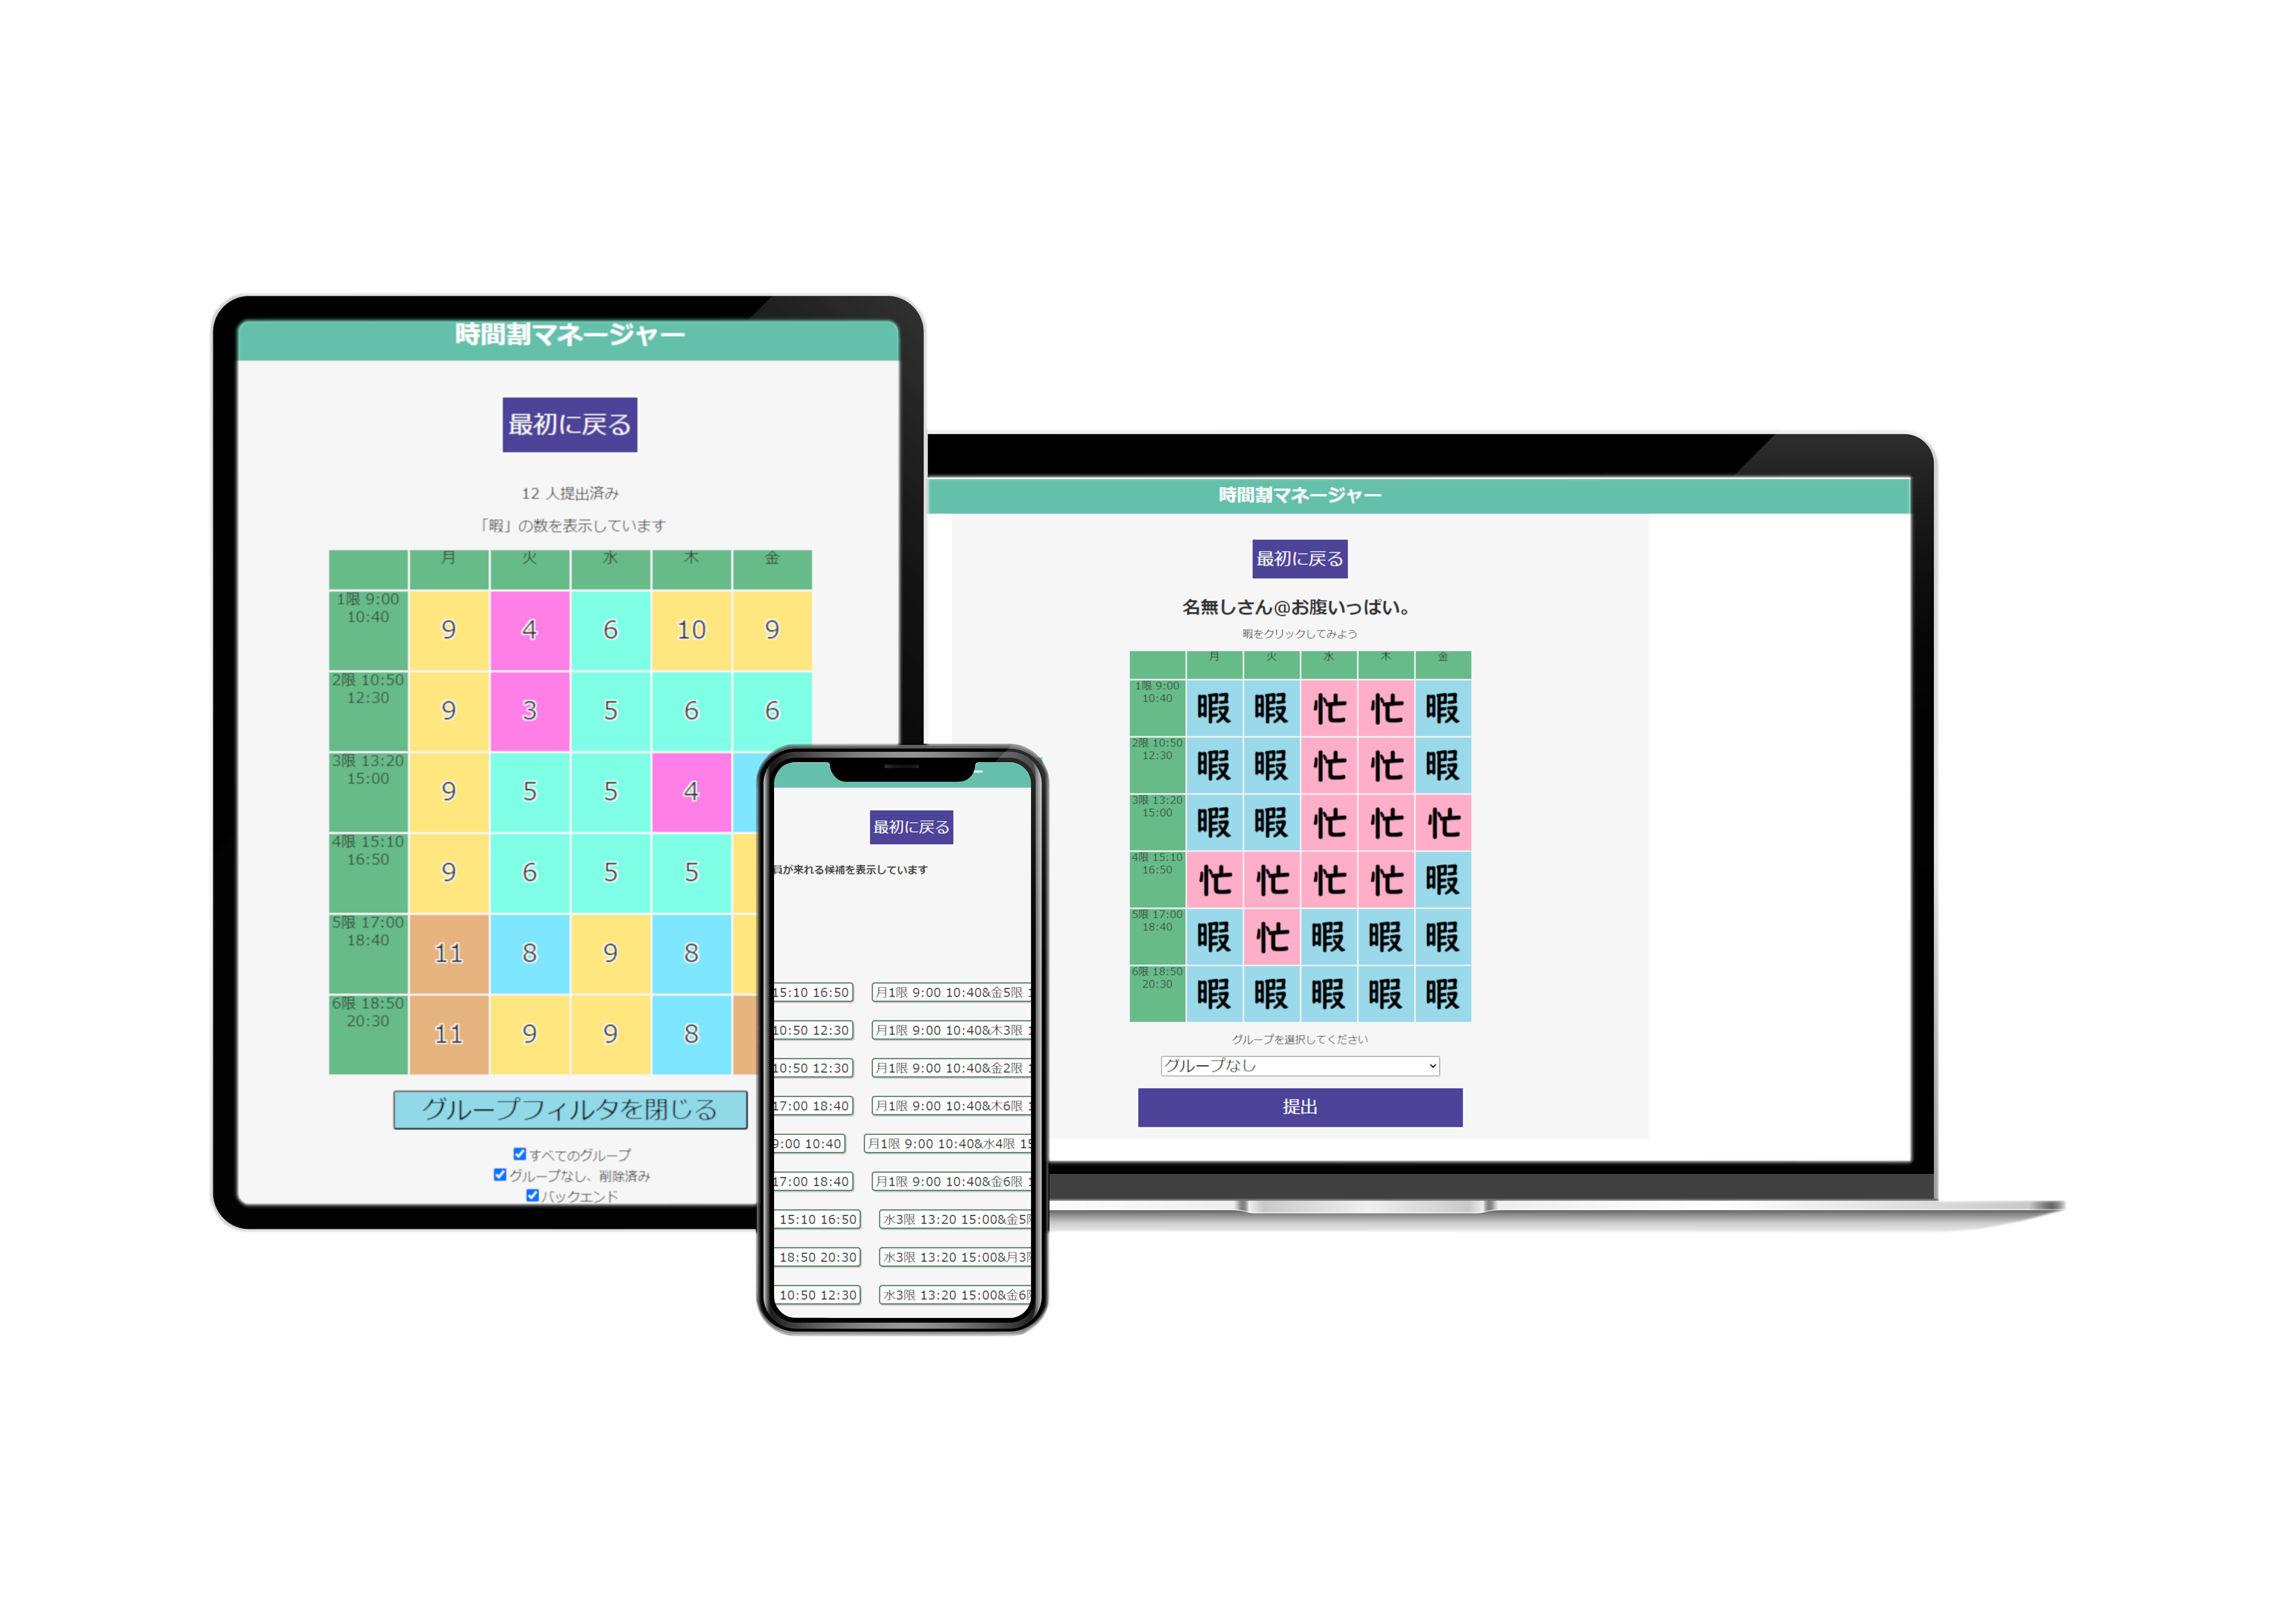 時間割マネージャー
最初に戻る
12 人提出済み
「暇」の数を表示しています
月 火 水 木 金
1限 9:00 10:40 9 4 6 10 9
2限 10:50 12:30 9 3 5 6 6
3限 13:20 15:00 9 5 5 4
4限 15:10 16:50 9 6 5 5
5限 17:00 18:40 11 8 9 8
6限 18:50 20:30 11 9 9 8
グループフィルタを閉じる
すべてのグループ
グループなし、削除済み
バックエンド
最初に戻る
員が来れる候補を表示しています
15:10 16:50 月1限 9:00 10:40&金5限
10:50 12:30 月1限 9:00 10:40&木3限
10:50 12:30 月1限 9:00 10:40&金2限
17:00 18:40 月1限 9:00 10:40&木6限
9:00 10:40 月1限 9:00 10:40&水4限 15
17:00 18:40 月1限 9:00 10:40&金6限
15:10 16:50 水3限 13:20 15:00&金5限
18:50 20:30 水3限 13:20 15:00&月3限
10:50 12:30 水3限 13:20 15:00&金6限
時間割マネージャー
最初に戻る
名無しさん@お腹いっぱい。
暇をクリックしてみよう
月 火 水 木 金
1限 9:00 10:40 暇 暇 忙 忙 暇
2限 10:50 12:30 暇 暇 忙 忙 暇
3限 13:20 15:00 暇 暇 忙 忙 忙
4限 15:10 16:50 忙 忙 忙 忙 暇
5限 17:00 18:40 暇 忙 暇 暇 暇
6限 18:50 20:30 暇 暇 暇 暇 暇
グループを選択してください
グループなし
提出